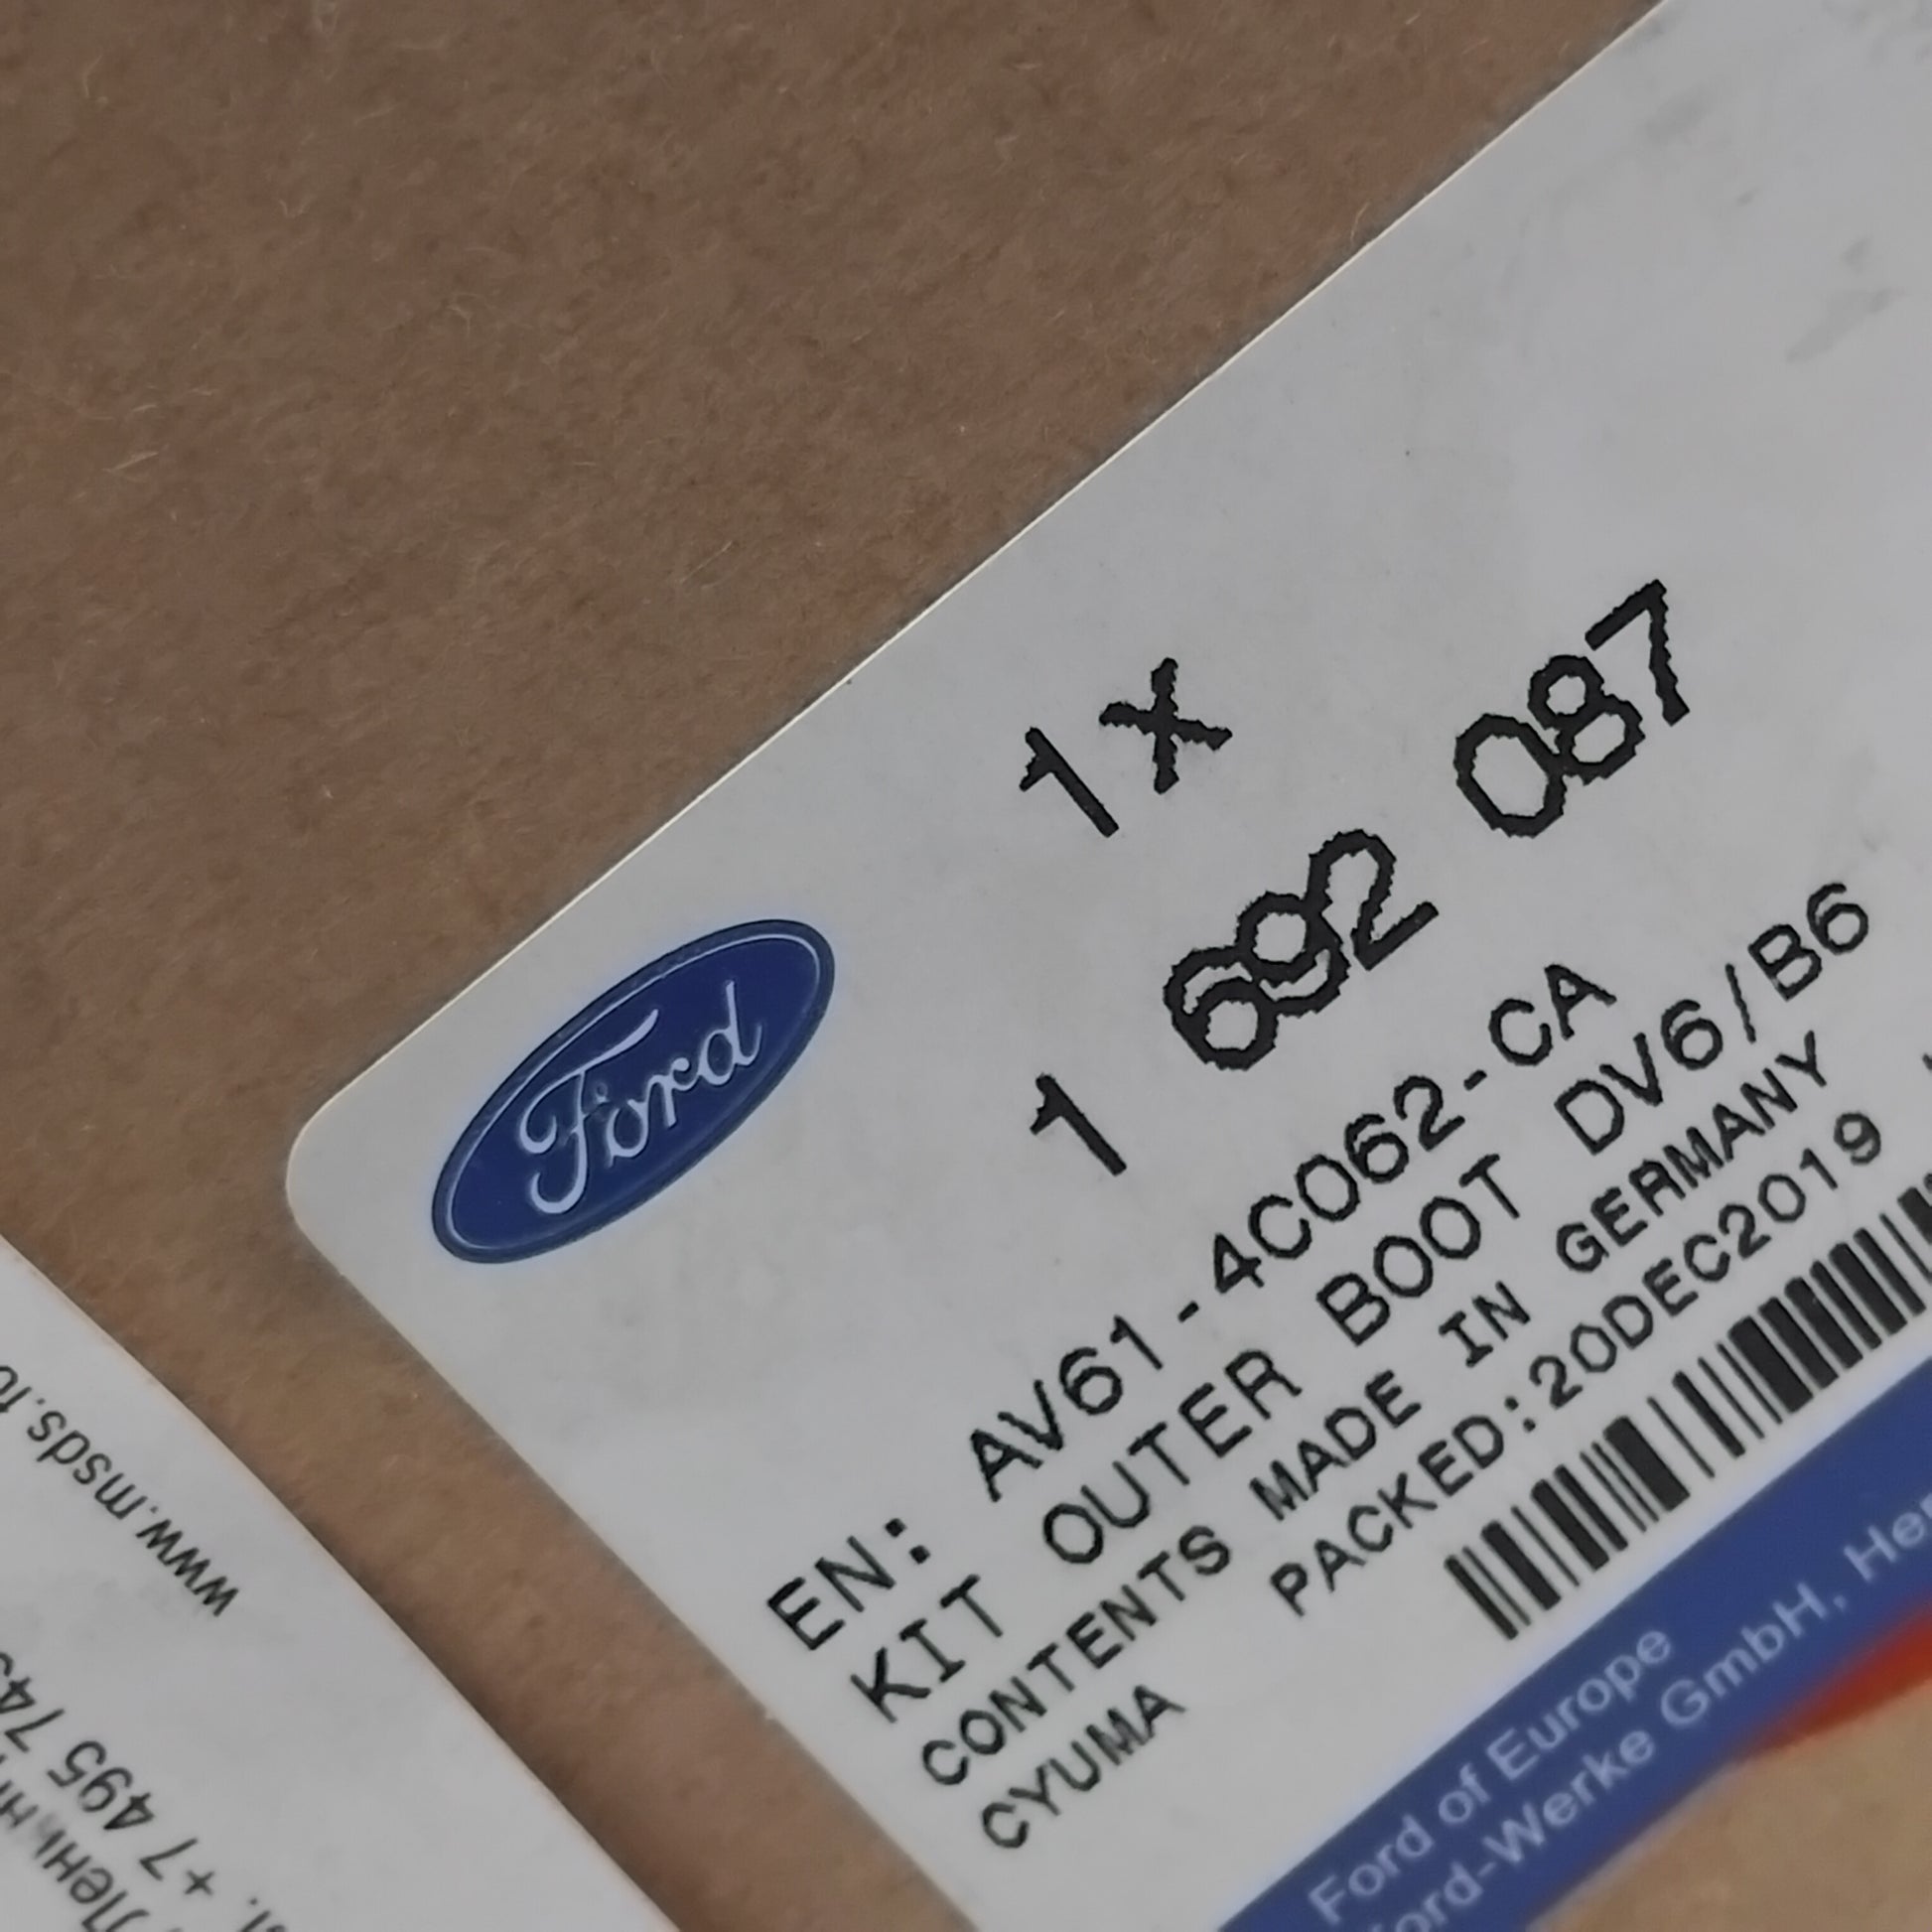 Ford
1X
1 692 087
EN: AV61-4C062-CA
KIT OUTER BOOT DV6/B6
CONTENTS MADE IN GERMANY
CYUMA PACKED:20DEC2019
Ford of Europe
Ford-Werke GmbH,
www.msds.
+7 495